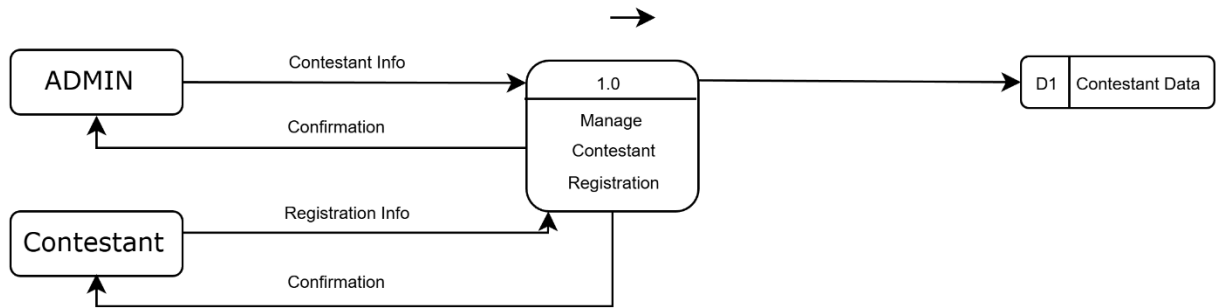 ADMIN
Contestant Info
Confirmation
1.0
Manage
Contestant
Registration
D1
Contestant Data
Contestant
Registration Info
Confirmation